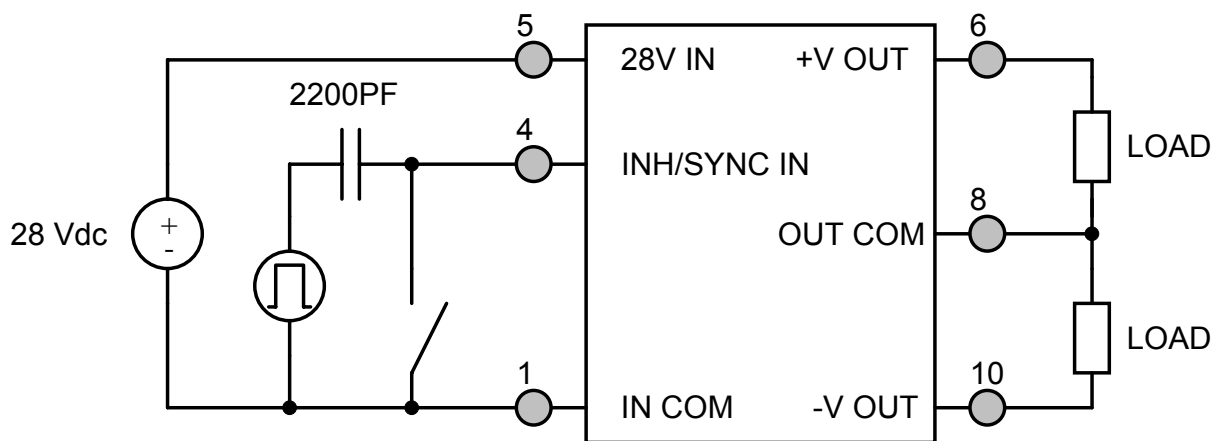 5
6
28V IN
+V OUT
2200PF
4
LOAD
INH/SYNC IN
8
28 Vdc
+
-
OUT COM
LOAD
1
10
IN COM
-V OUT